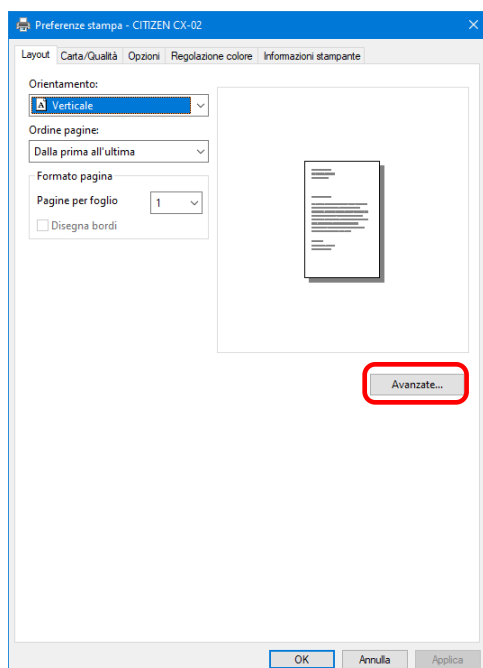 Preferenze stampa - CITIZEN CX-02
Layout Carta/Qualità Opzioni Regolazione colore Informazioni stampante
Orientamento:
A Verticale
Ordine pagine:
Dalla prima all'ultima
Formato pagina
Pagine per foglio 1
Disegna bordi
Avanzate...
OK Annulla Applica